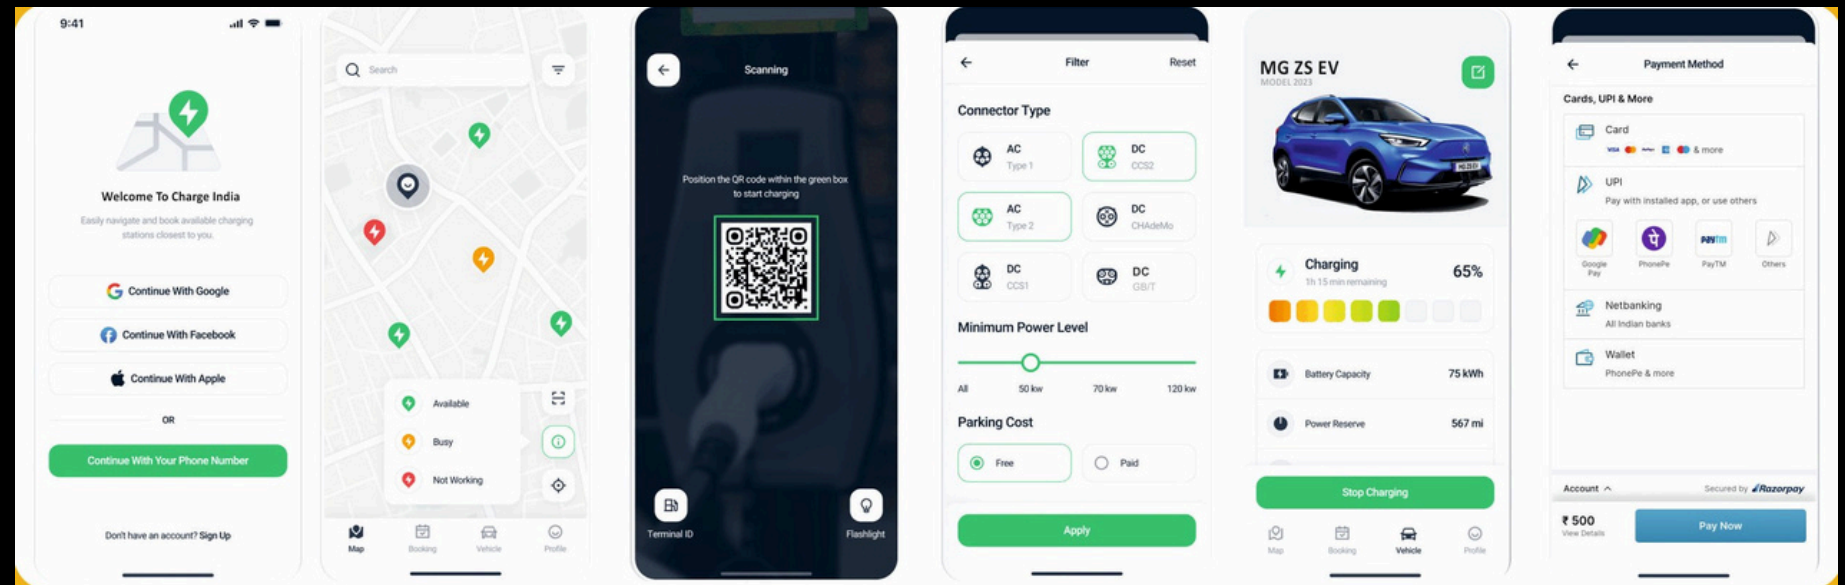 9:41
Welcome To Charge India
Easily navigate and book available charging
stations closest to you.
Continue With Google
Continue With Facebook
Continue With Apple
OR
Continue With Your Phone Number
Don't have an account? Sign Up
Search
Available
Busy
Not Working
Map
Booking
Vehicle
Profile
Scanning
Position the QR code within the green box
to start charging
Terminal ID
Flashlight
Filter
Reset
Connector Type
AC
Type 1
DC
CCS2
AC
Type 2
DC
CHAdeMo
DC
CCS1
DC
GB/T
Minimum Power Level
All
50 kw
70 kw
120 kw
Parking Cost
Free
Paid
Apply
MG ZS EV
MODEL 2023
MG ZS EV
Charging
1h 15 min remaining
65%
Battery Capacity
75 kWh
Power Reserve
567 mi
Stop Charging
Map
Booking
Vehicle
Profile
Payment Method
Cards, UPI & More
Card
VISA
& more
UPI
Pay with installed app, or use others
Google
Pay
PhonePe
paytm
PayTM
Others
Netbanking
All Indian banks
Wallet
PhonePe & more
Account
Secured by Razorpay
₹ 500
View Details
Pay Now